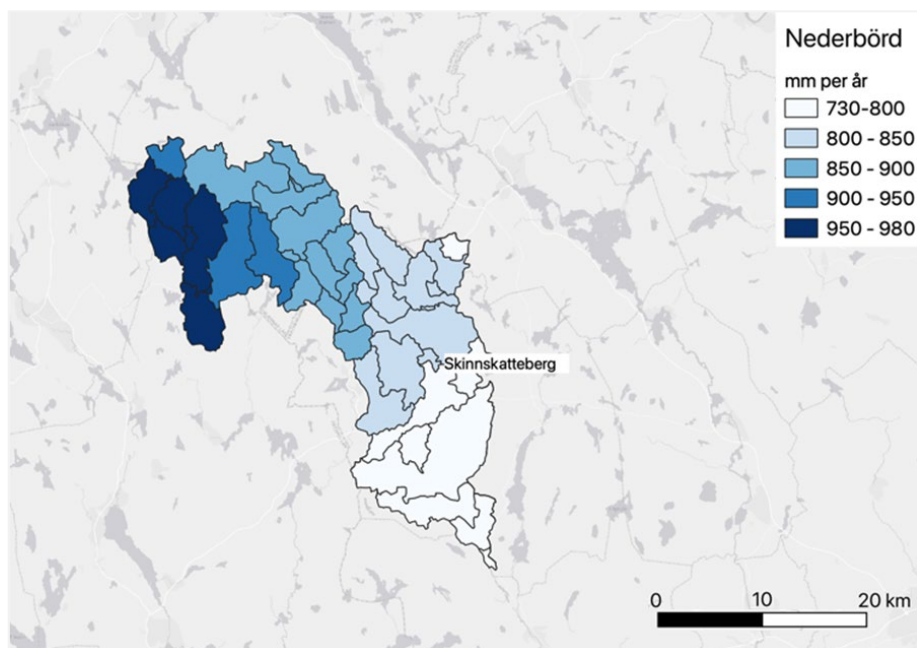 Nederbörd
mm per år
730-800
800 - 850
850 - 900
900 - 950
950 - 980
Skinnskatteberg
0 10 20 km